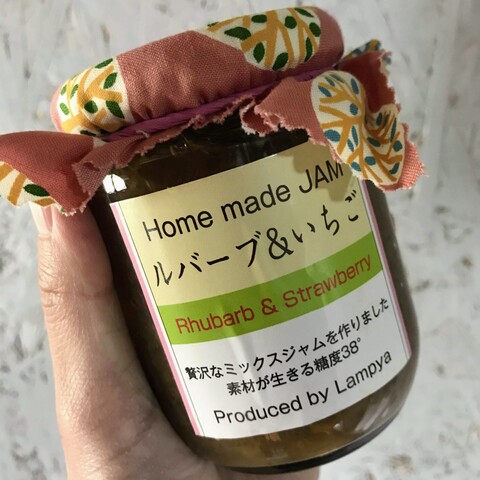 Home made JAM
ルバーブ&いちご
Rhubarb & Strawberry
贅沢なミックスジャムを作りました
素材が生きる糖度38°
Produced by Lampya